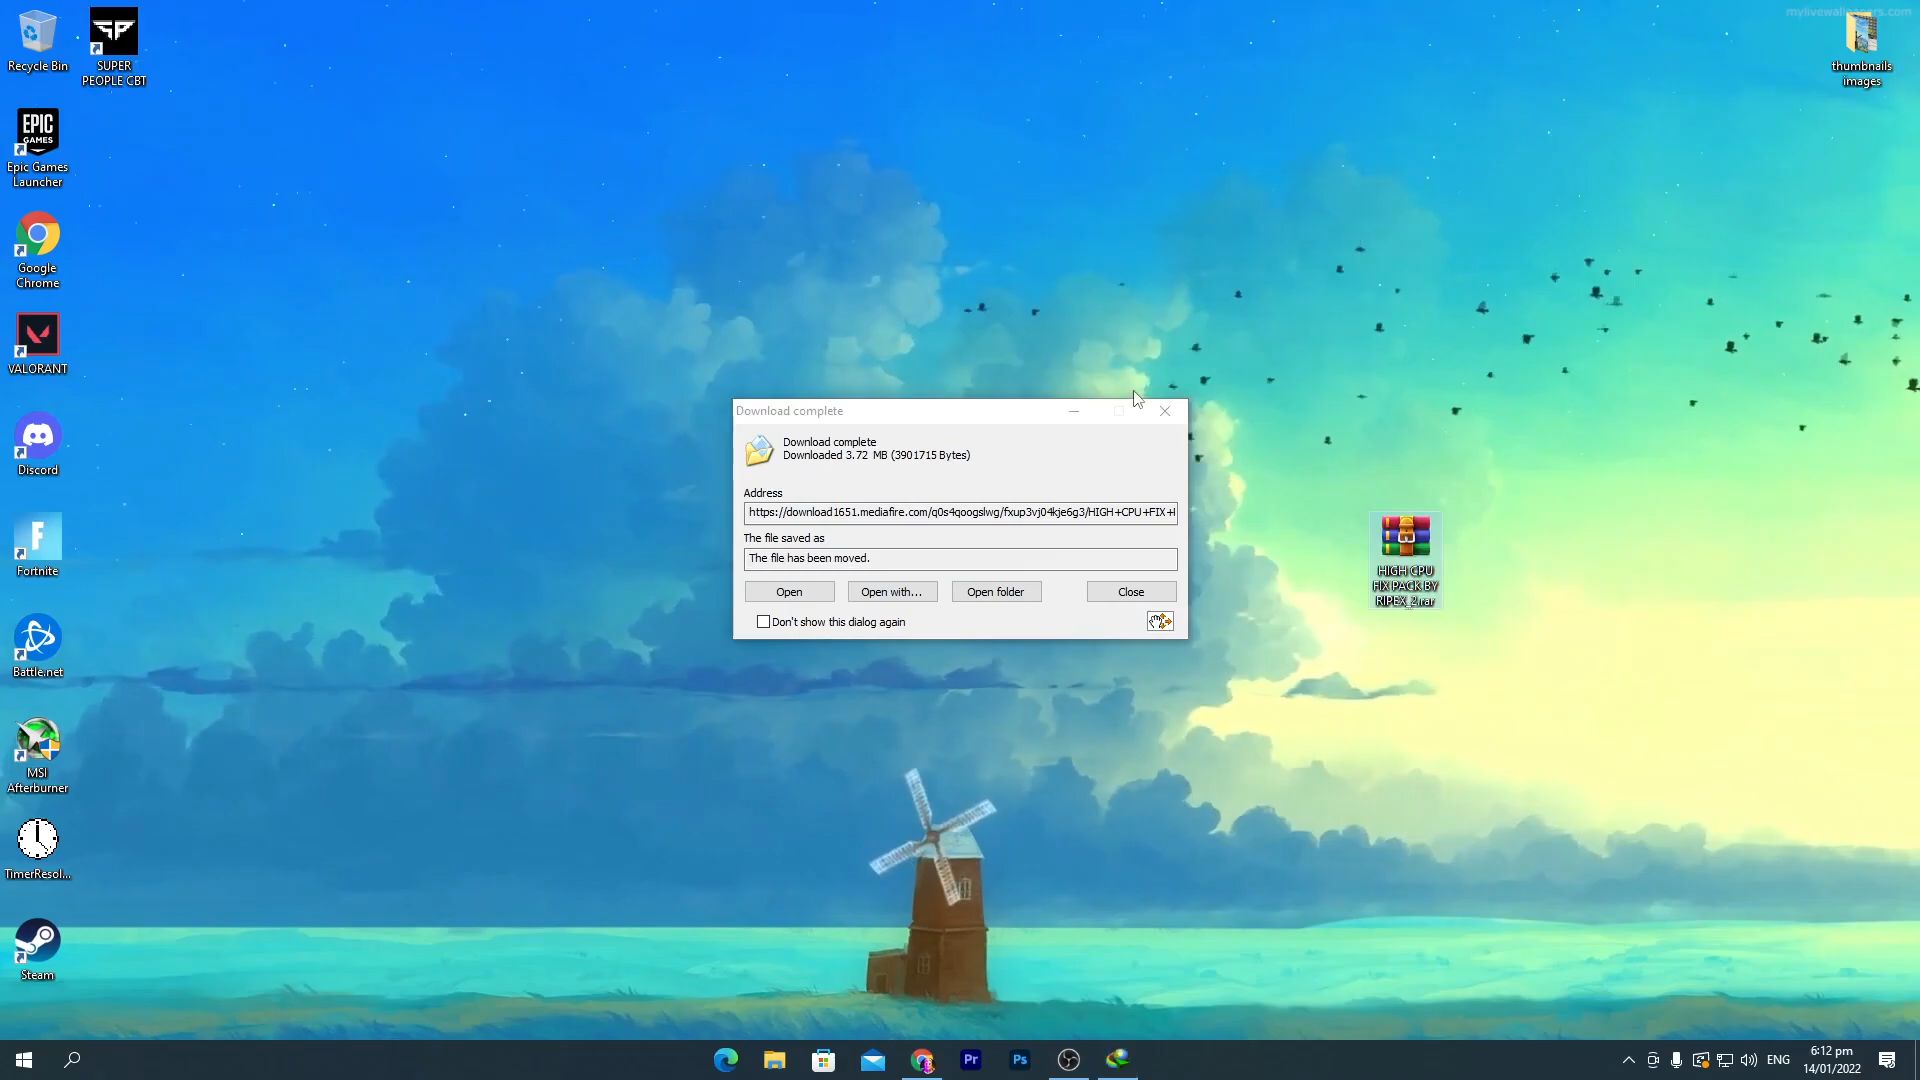 mylivewallpapers.com
Recycle Bin
SUPER
PEOPLE CBT
thumbnails
images
EPIC
GAMES
Epic Games
Launcher
Google
Chrome
VALORANT
Discord
Fortnite
Battle.net
MSI
Afterburner
TimerResol...
Steam
Download complete
Download complete
Downloaded 3.72 MB (3901715 Bytes)
Address
https://download1651.mediafire.com/q0s4qoogslwg/fxup3vj04kje6g3/HIGH+CPU+FIX+
The file saved as
The file has been moved.
Open
Open with...
Open folder
Close
Don't show this dialog again
HIGH CPU
FIX PACK BY
RIPEX_2.rar
Pr
Ps
ENG
6:12 pm
14/01/2022